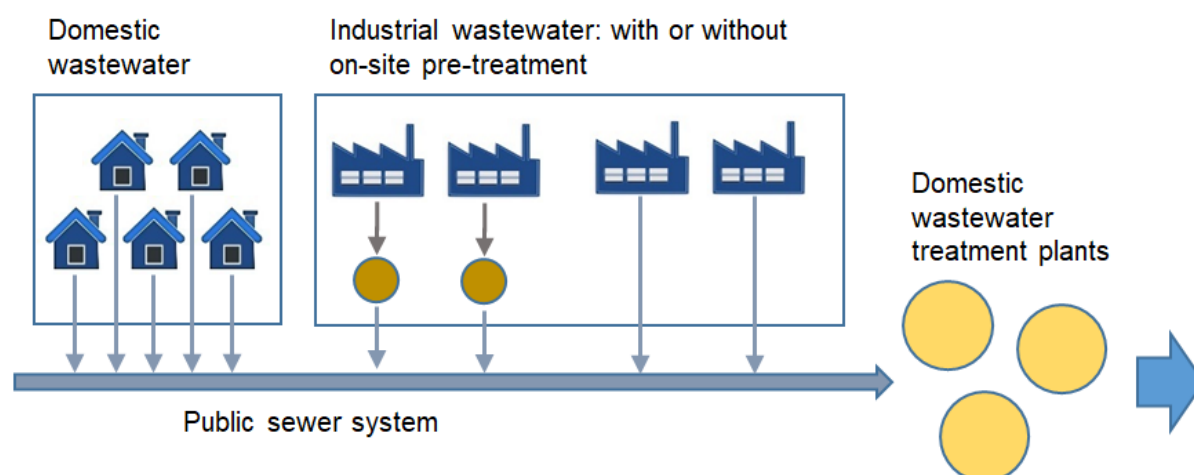 Domestic
wastewater
Industrial wastewater: with or without
on-site pre-treatment
Domestic
wastewater
treatment plants
Public sewer system